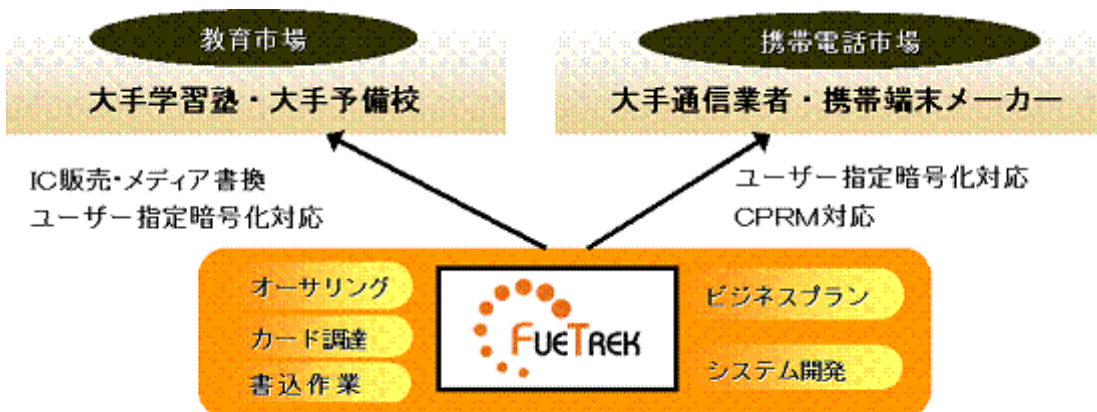 教育市場
大手学習塾・大手予備校
携帯電話市場
大手通信業者・携帯端末メーカー
IC販売・メディア書換
ユーザー指定暗号化対応
ユーザー指定暗号化対応
CPRM対応
オーサリング
カード調達
書込作業
FUETREK
ビジネスプラン
システム開発